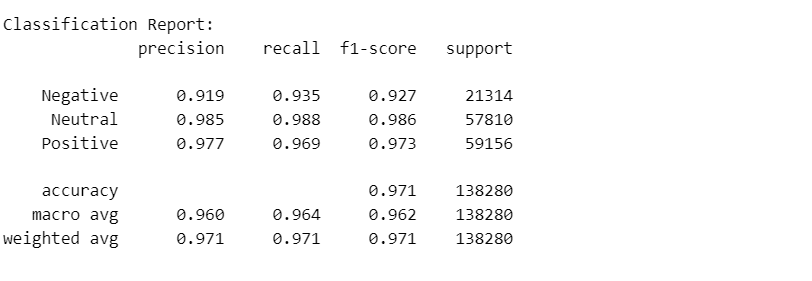 Classification Report:
precision recall f1-score support
Negative 0.919 0.935 0.927 21314
Neutral 0.985 0.988 0.986 57810
Positive 0.977 0.969 0.973 59156
accuracy 0.971 138280
macro avg 0.960 0.964 0.962 138280
weighted avg 0.971 0.971 0.971 138280